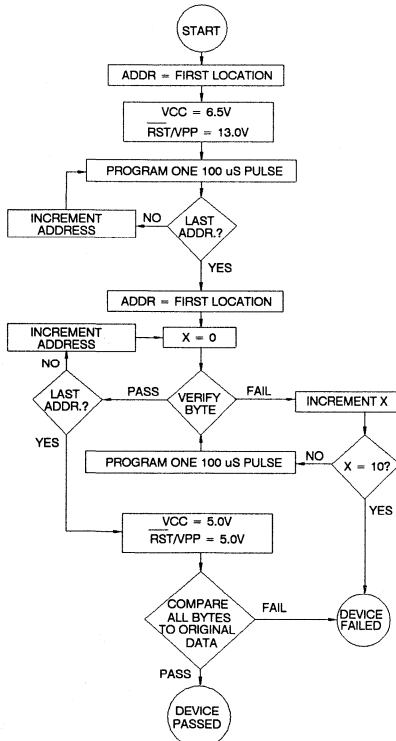 START
ADDR = FIRST LOCATION
VCC = 6.5V
RST/VPP = 13.0V
PROGRAM ONE 100 uS PULSE
INCREMENT
ADDRESS
NO
LAST
ADDR.?
YES
ADDR = FIRST LOCATION
INCREMENT
ADDRESS
X = 0
NO
LAST
ADDR.?
PASS
VERIFY
BYTE
FAIL
INCREMENT X
YES
PROGRAM ONE 100 uS PULSE
NO
X = 10?
YES
VCC = 5.0V
RST/VPP = 5.0V
COMPARE
ALL BYTES
TO ORIGINAL
DATA
FAIL
DEVICE
FAILED
PASS
DEVICE
PASSED